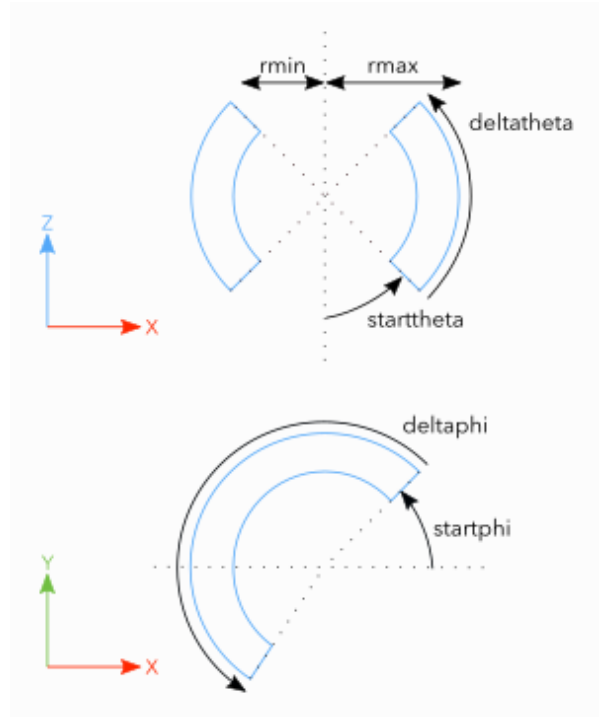 rmin
rmax
deltatheta
Z
X
starttheta
deltaphi
startphi
Y
X